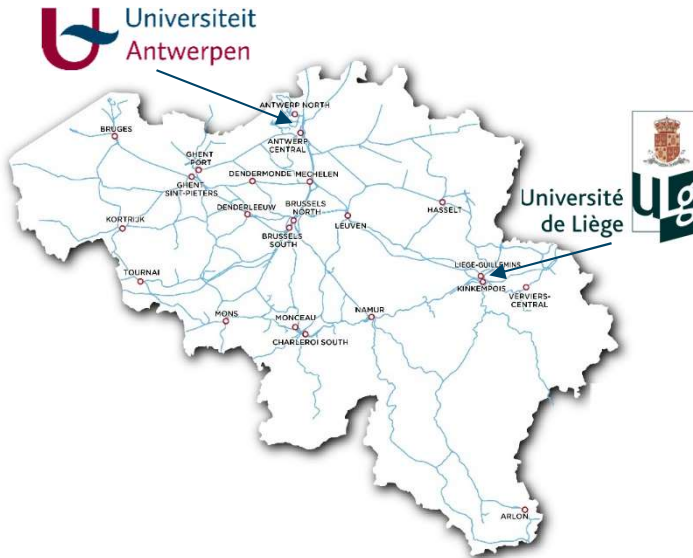 Universiteit
Antwerpen
ANTWERP NORTH
BRUGES
ANTWERP
CENTRAL
GHENT
PORT
GHENT
SINT-PIETERS
DENDERMONDE
MECHELEN
DENDERLEEUW
BRUSSELS
NORTH
BRUSSELS
SOUTH
LEUVEN
HASSELT
KORTRIJK
Université
de Liège
ULg
LIEGE-GUILLEMINS
KINKEMPOIS
VERVIERS-
CENTRAL
TOURNAI
MONS
MONCEAU
CHARLEROI SOUTH
NAMUR
ARLON